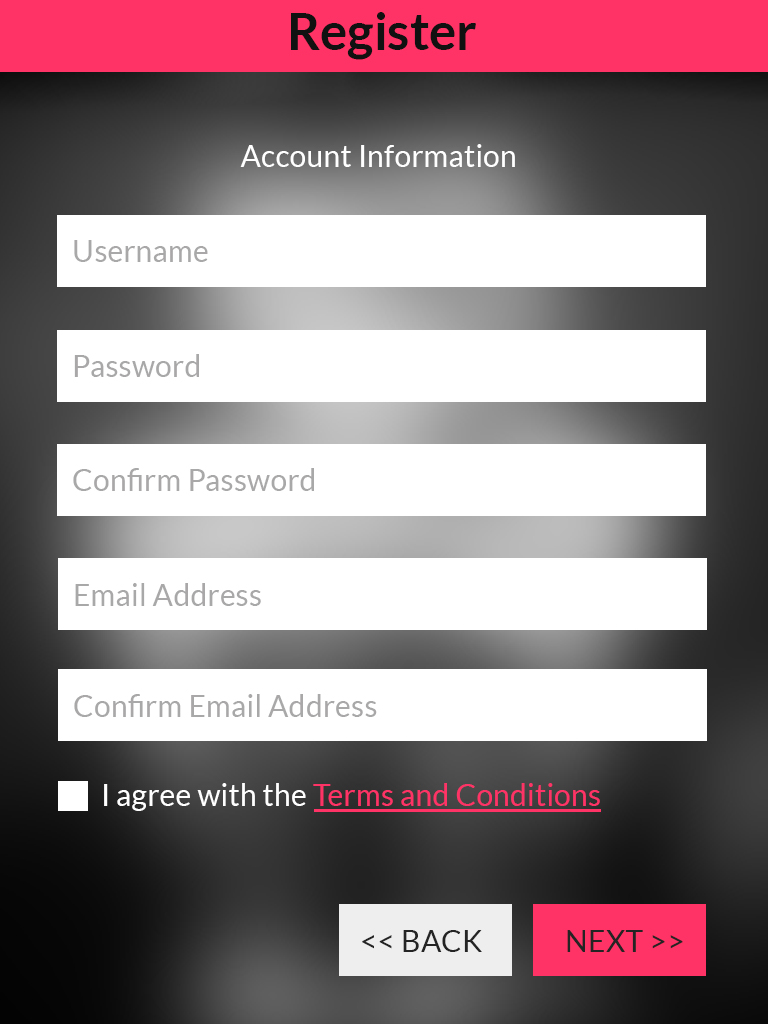 Register
Account Information
Username
Password
Confirm Password
Email Address
Confirm Email Address
I agree with the Terms and Conditions
<< BACK NEXT >>